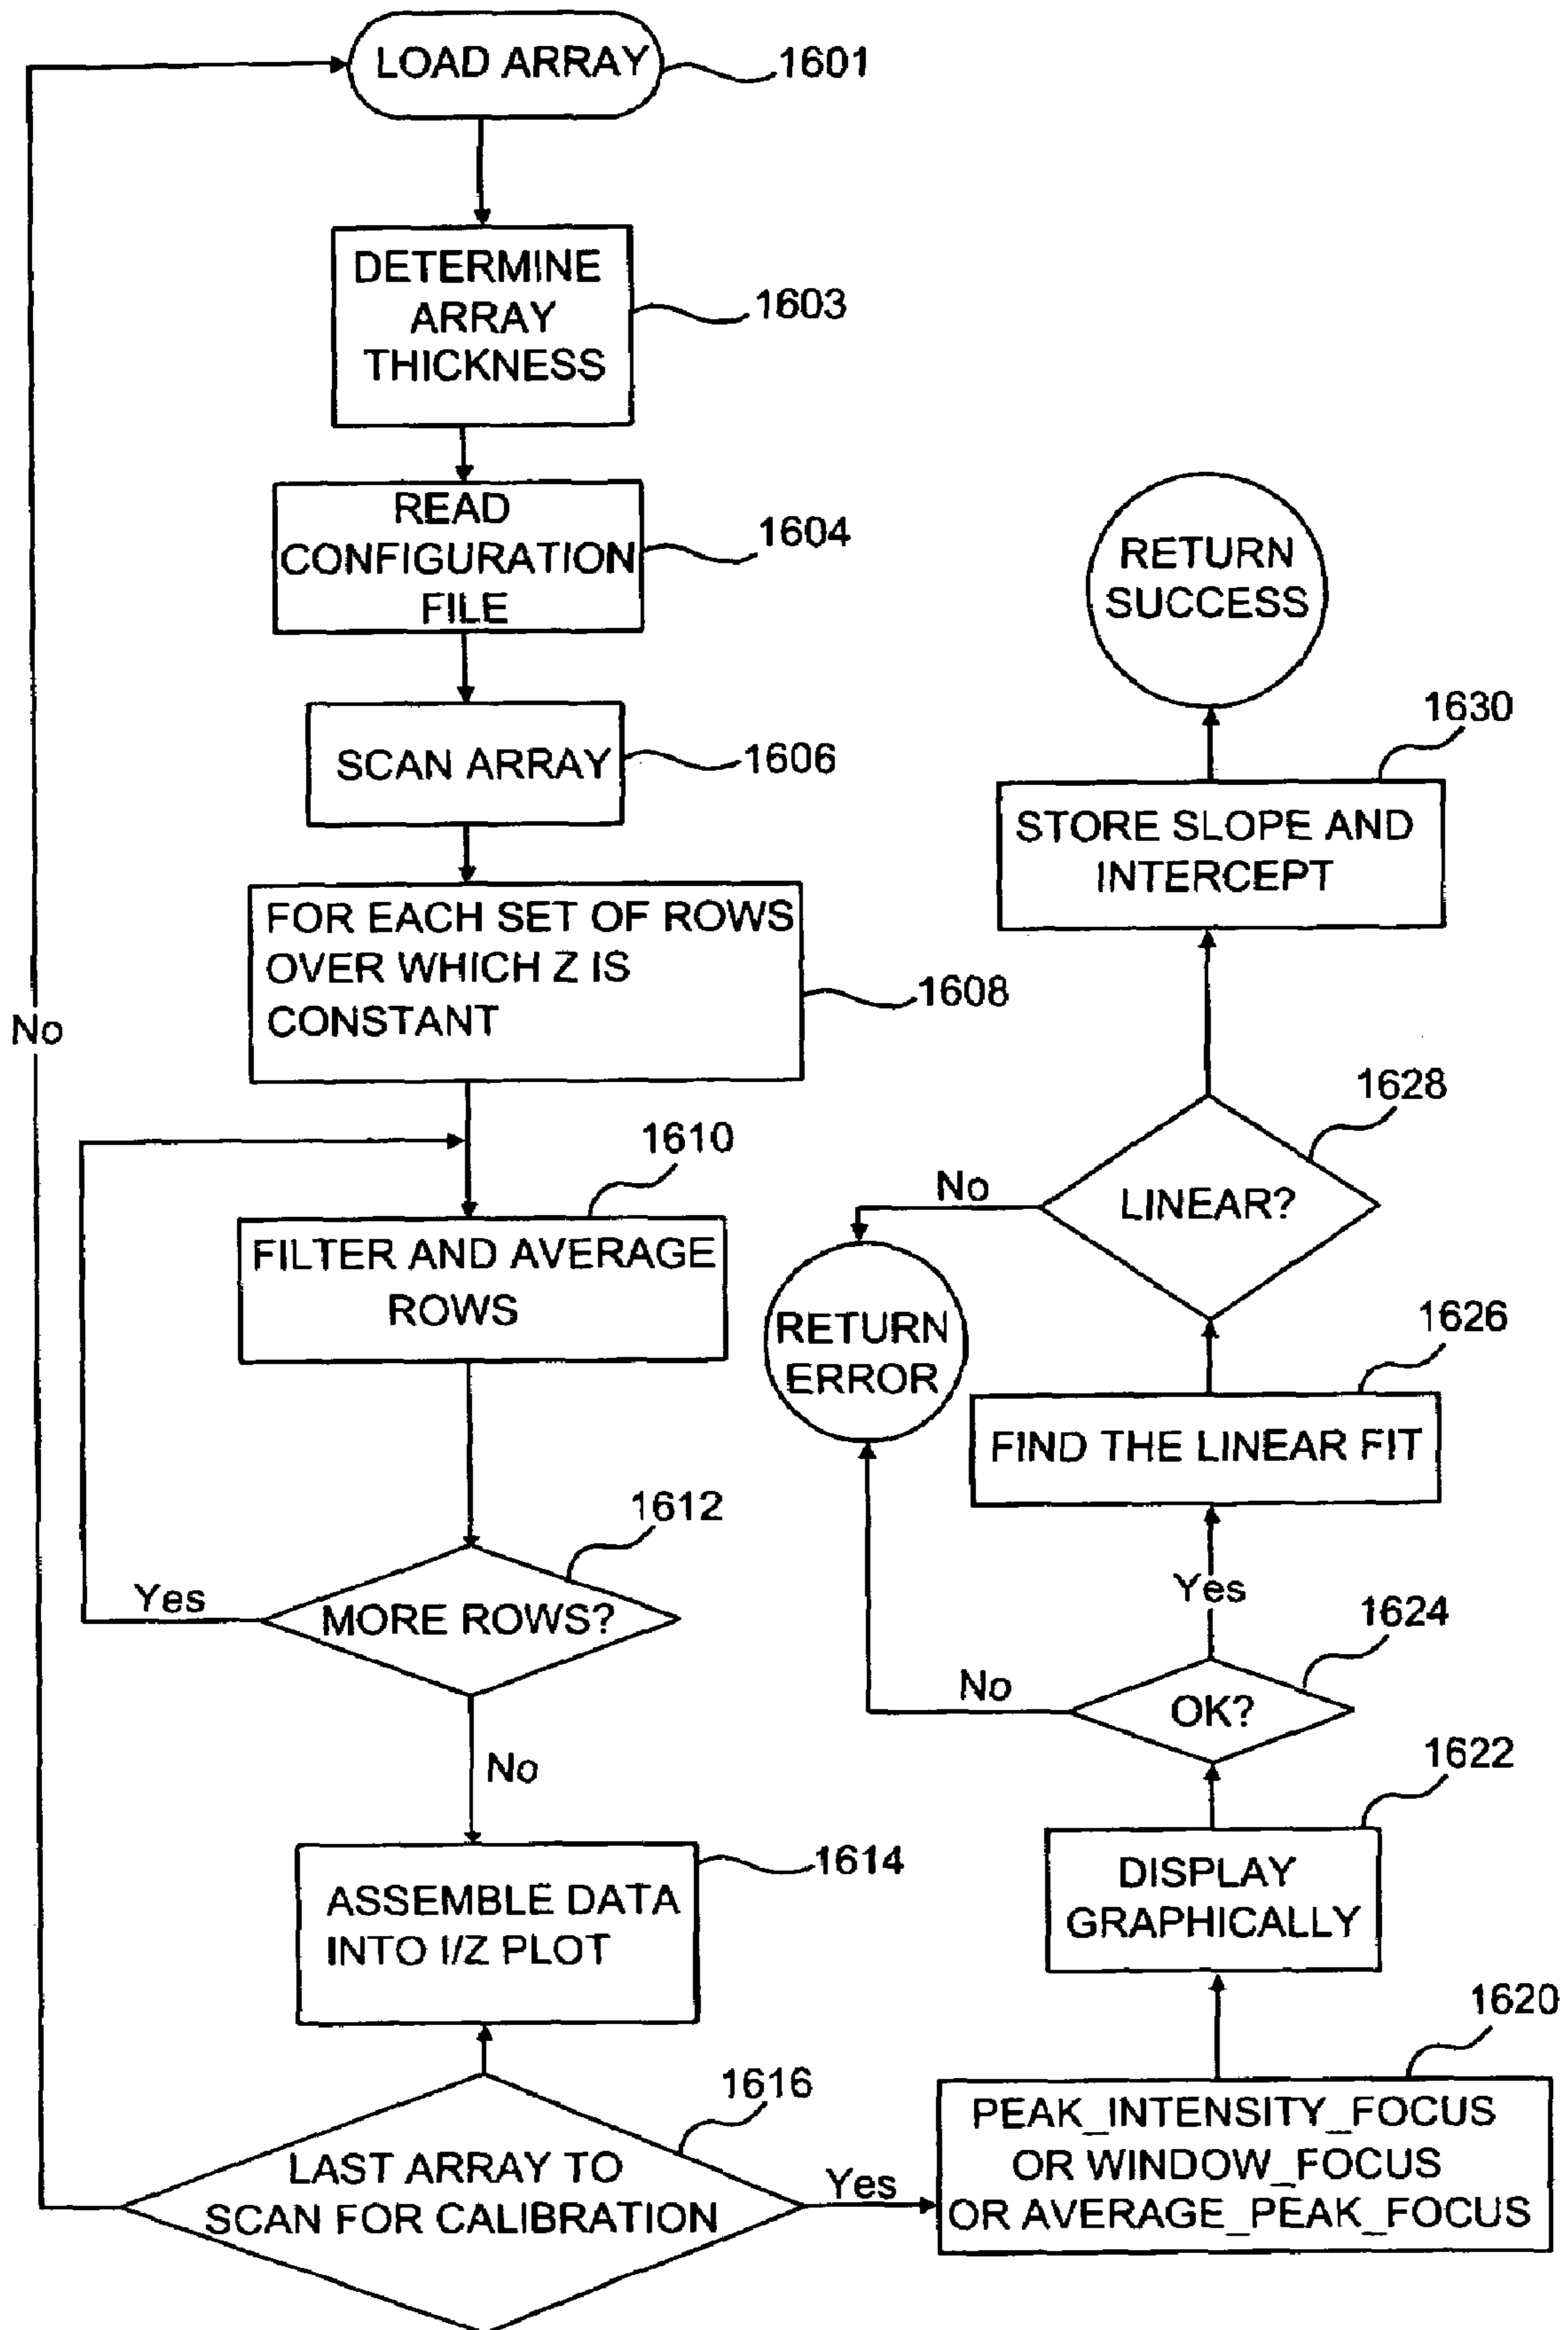 LOAD ARRAY
1601
DETERMINE
ARRAY
THICKNESS
1603
READ
CONFIGURATION
FILE
1604
SCAN ARRAY
1606
FOR EACH SET OF ROWS
OVER WHICH Z IS
CONSTANT
1608
No
1610
FILTER AND AVERAGE
ROWS
1612
MORE ROWS?
Yes
No
1614
ASSEMBLE DATA
INTO I/Z PLOT
1616
LAST ARRAY TO
SCAN FOR CALIBRATION
Yes
1620
PEAK_INTENSITY_FOCUS
OR WINDOW_FOCUS
OR AVERAGE_PEAK_FOCUS
1622
DISPLAY
GRAPHICALLY
1624
OK?
No
Yes
1626
FIND THE LINEAR FIT
1628
LINEAR?
No
RETURN
ERROR
1630
STORE SLOPE AND
INTERCEPT
RETURN
SUCCESS